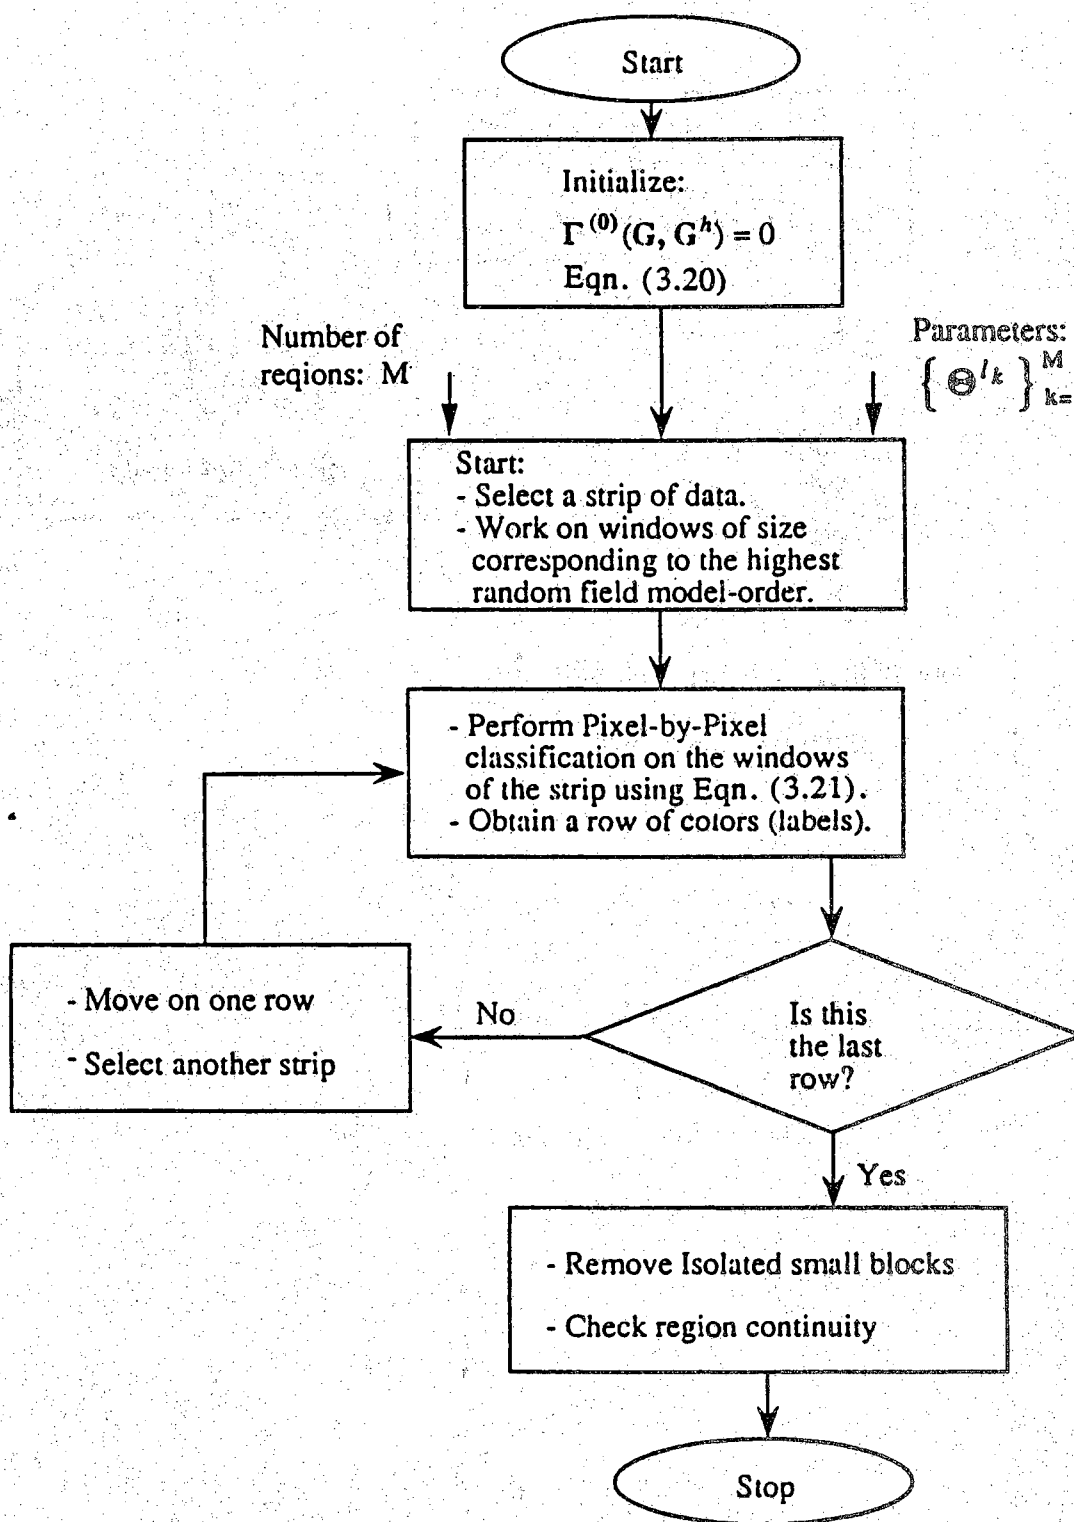 Start
Initialize:
Γ^(0)(G, G^h) = 0
Eqn. (3.20)
Number of
reqions: M
Parameters:
{ Θ^{l_k} }^M_{k=
Start:
- Select a strip of data.
- Work on windows of size
corresponding to the highest
random field model-order.
- Perform Pixel-by-Pixel
classification on the windows
of the strip using Eqn. (3.21).
- Obtain a row of colors (labels).
- Move on one row
- Select another strip
No
Is this
the last
row?
Yes
- Remove Isolated small blocks
- Check region continuity
Stop